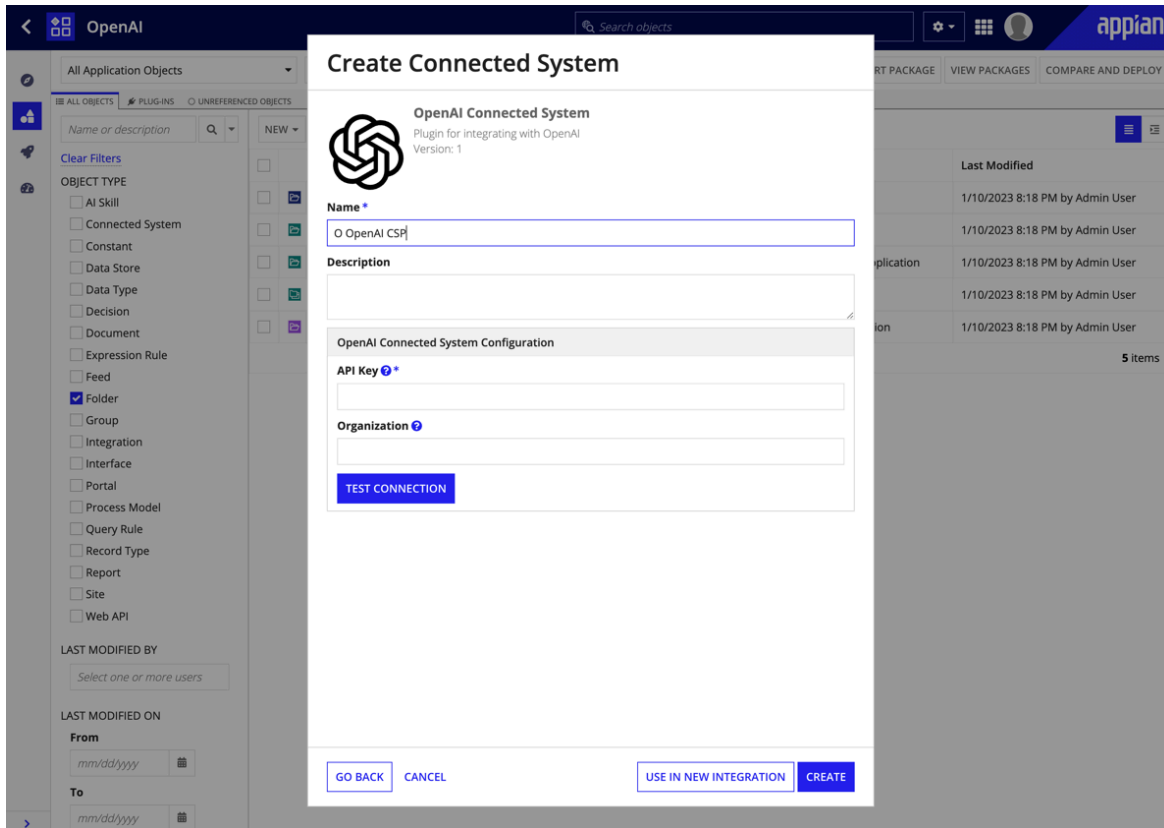 OpenAI
Search objects
appian
All Application Objects
RT PACKAGE
VIEW PACKAGES
COMPARE AND DEPLOY
ALL OBJECTS
PLUG-INS
UNREFERENCED OBJECTS
Name or description
NEW
Clear Filters
OBJECT TYPE
AI Skill
Connected System
Constant
Data Store
Data Type
Decision
Document
Expression Rule
Feed
Folder
Group
Integration
Interface
Portal
Process Model
Query Rule
Record Type
Report
Site
Web API
LAST MODIFIED BY
Select one or more users
LAST MODIFIED ON
From
mm/dd/yyyy
To
mm/dd/yyyy
Create Connected System
OpenAI Connected System
Plugin for integrating with OpenAI
Version: 1
Name *
O OpenAI CSP
Description
OpenAI Connected System Configuration
API Key ? *
Organization ?
TEST CONNECTION
GO BACK
CANCEL
USE IN NEW INTEGRATION
CREATE
Last Modified
1/10/2023 8:18 PM by Admin User
1/10/2023 8:18 PM by Admin User
plication
1/10/2023 8:18 PM by Admin User
1/10/2023 8:18 PM by Admin User
ion
1/10/2023 8:18 PM by Admin User
5 items